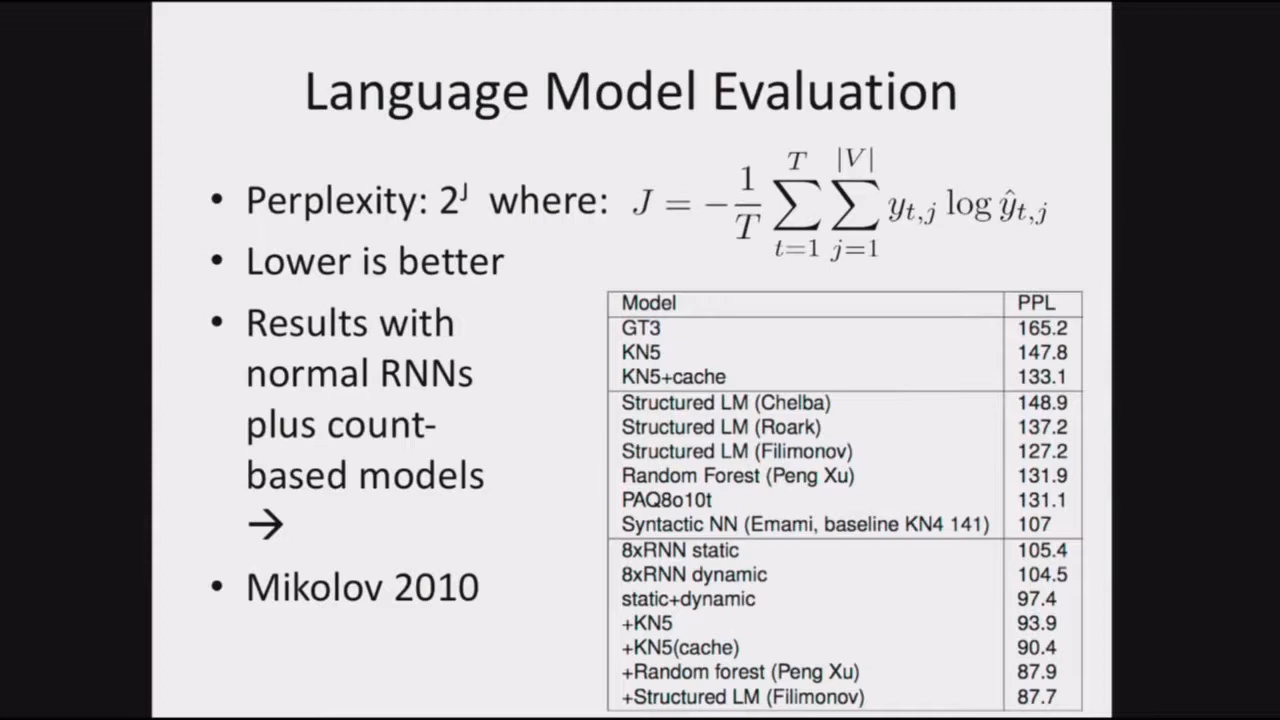 Language Model Evaluation
• Perplexity: 2^J where: J = −\frac{1}{T} \sum_{t=1}^{T} \sum_{j=1}^{|V|} y_{t,j} log ŷ_{t,j}
• Lower is better
• Results with
normal RNNs
plus count-
based models
→
• Mikolov 2010
Model PPL
GT3 165.2
KN5 147.8
KN5+cache 133.1
Structured LM (Chelba) 148.9
Structured LM (Roark) 137.2
Structured LM (Filimonov) 127.2
Random Forest (Peng Xu) 131.9
PAQ8o10t 131.1
Syntactic NN (Emami, baseline KN4 141) 107
8xRNN static 105.4
8xRNN dynamic 104.5
static+dynamic 97.4
+KN5 93.9
+KN5(cache) 90.4
+Random forest (Peng Xu) 87.9
+Structured LM (Filimonov) 87.7